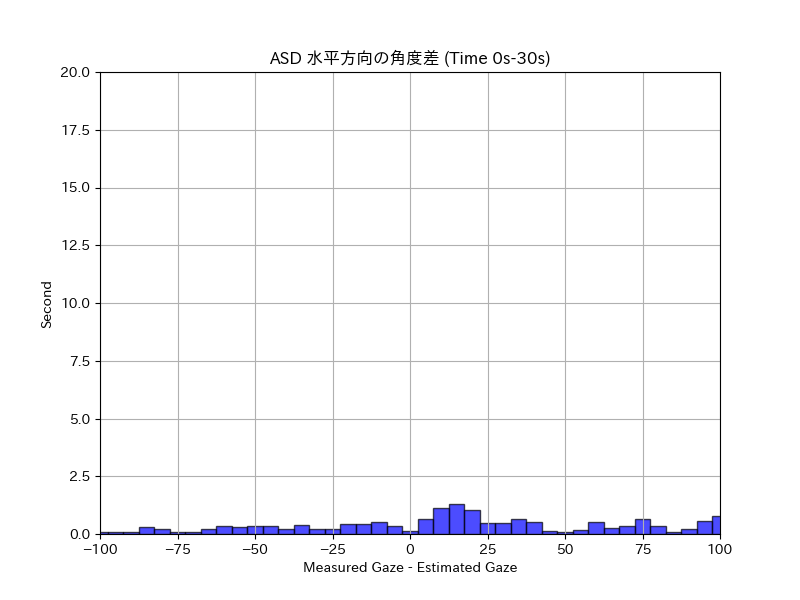 ASD 水平方向の角度差 (Time 0s-30s)
20.0
17.5
15.0
12.5
10.0
7.5
5.0
2.5
0.0
Second
−100 −75 −50 −25 0 25 50 75 100
Measured Gaze - Estimated Gaze